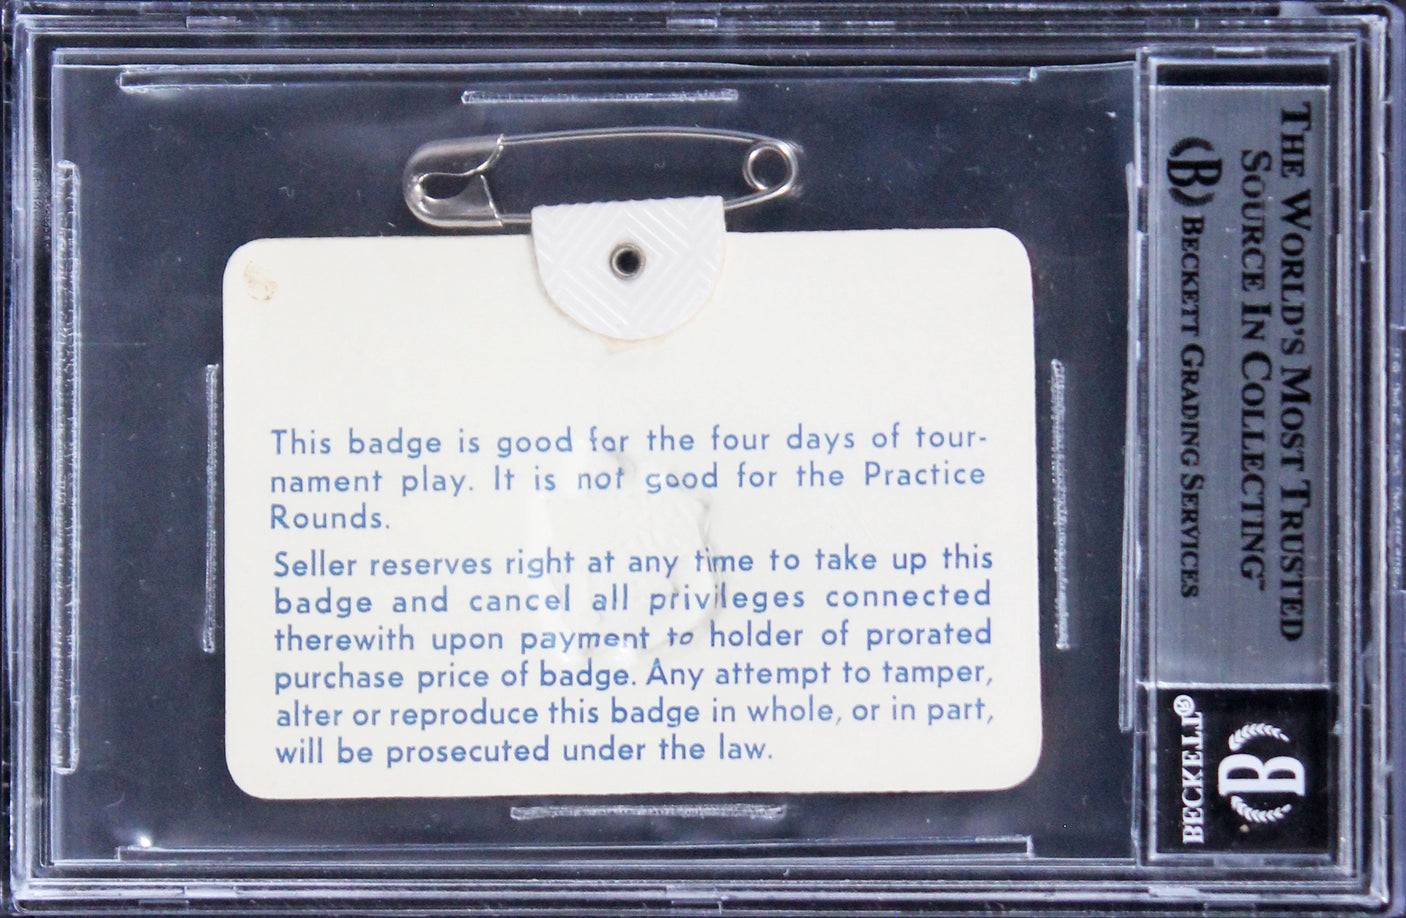 This badge is good for the four days of tour-
nament play. It is not good for the Practice
Rounds.
Seller reserves right at any time to take up this
badge and cancel all privileges connected
therewith upon payment to holder of prorated
purchase price of badge. Any attempt to tamper,
alter or reproduce this badge in whole, or in part,
will be prosecuted under the law.
THE WORLD'S MOST TRUSTED
SOURCE IN COLLECTING™
B BECKETT GRADING SERVICES
BECKETT®
B